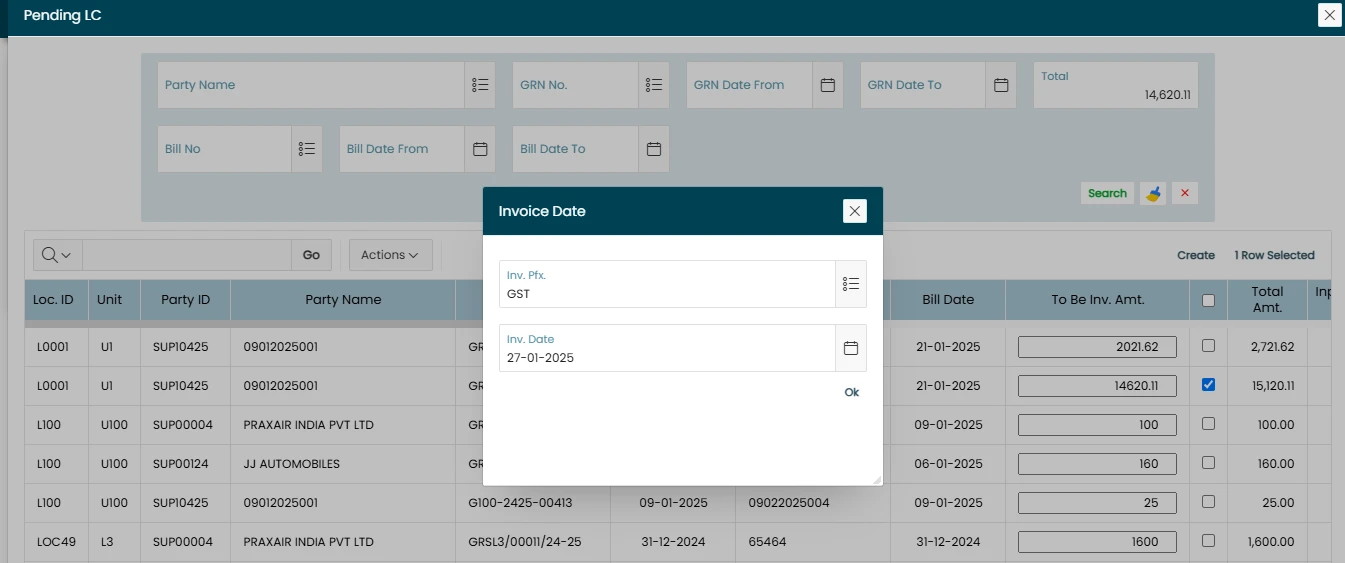 Pending LC
Party Name
GRN No.
GRN Date From
GRN Date To
Total
14,620.11
Bill No
Bill Date From
Bill Date To
Search
Invoice Date
Inv. Pfx.
GST
Inv. Date
27-01-2025
Ok
Go
Actions
Create
1 Row Selected
Loc. ID Unit Party ID Party Name Bill Date To Be Inv. Amt. Total Amt. Inp
L0001 U1 SUP10425 09012025001 GR 21-01-2025 2021.62 2,721.62
L0001 U1 SUP10425 09012025001 GR 21-01-2025 14620.11 15,120.11
L100 U100 SUP00004 PRAXAIR INDIA PVT LTD GR 09-01-2025 100 100.00
L100 U100 SUP00124 JJ AUTOMOBILES GR 06-01-2025 160 160.00
L100 U100 SUP10425 09012025001 G100-2425-00413 09-01-2025 09022025004 09-01-2025 25 25.00
LOC49 L3 SUP00004 PRAXAIR INDIA PVT LTD GRSL3/00011/24-25 31-12-2024 65464 31-12-2024 1600 1,600.00